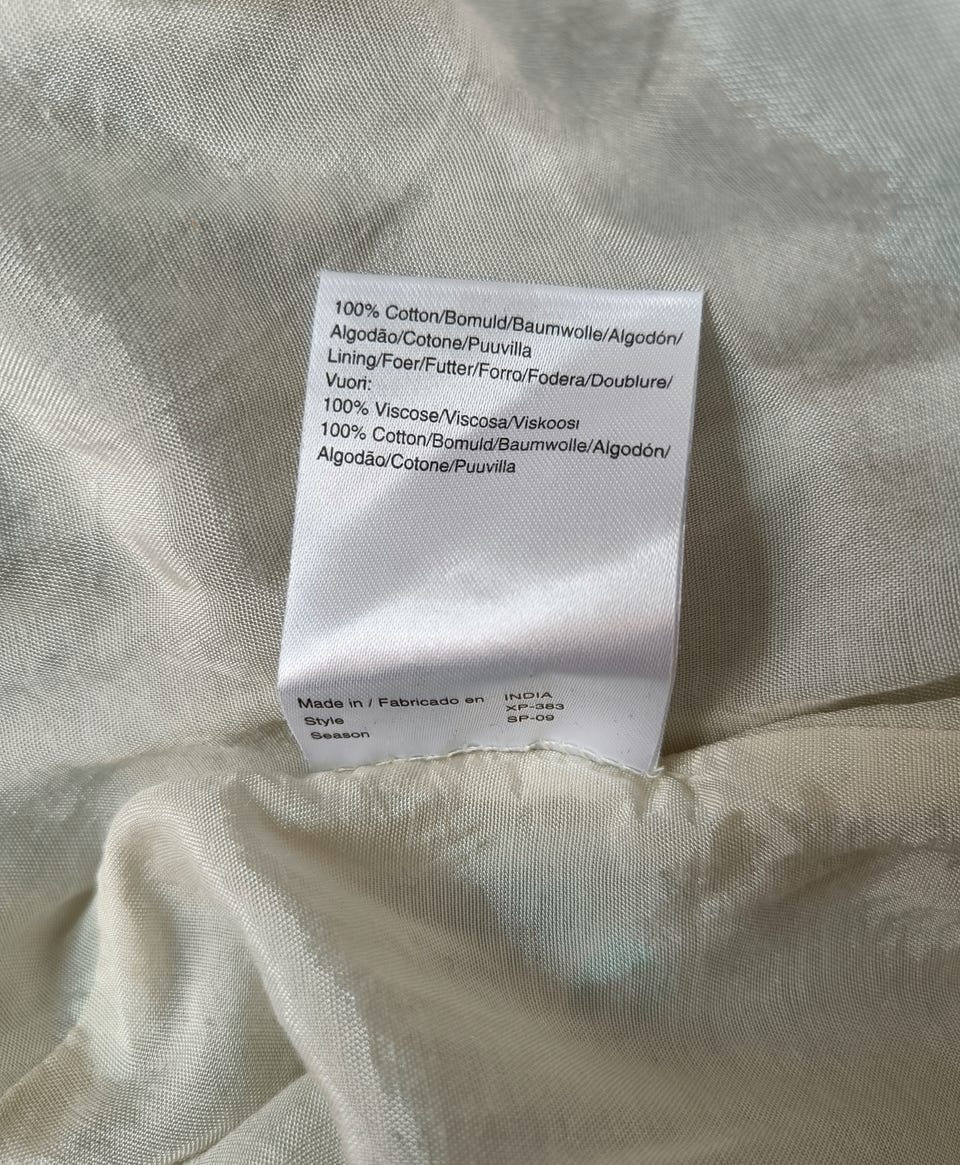 100% Cotton/Bomuld/Baumwolle/Algodón/
Algodão/Cotone/Puuvilla
Lining/Foer/Futter/Forro/Fodera/Doublure/
Vuori:
100% Viscose/Viscosa/Viskoosi
100% Cotton/Bomuld/Baumwolle/Algodón/
Algodão/Cotone/Puuvilla
Made in / Fabricado en INDIA
Style XP-383
Season SP-09